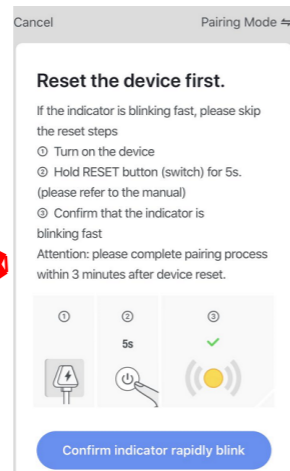 Cancel Pairing Mode ⇋
Reset the device first.
If the indicator is blinking fast, please skip
the reset steps
① Turn on the device
② Hold RESET button (switch) for 5s.
(please refer to the manual)
③ Confirm that the indicator is
blinking fast
Attention: please complete pairing process
within 3 minutes after device reset.
① ② ③
5s
Confirm indicator rapidly blink